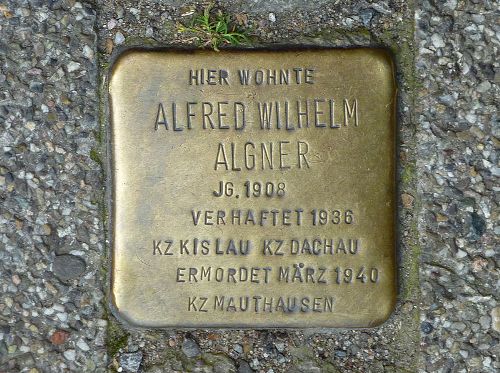 HIER WOHNTE
ALFRED WILHELM
ALGNER
JG. 1908
VERHAFTET 1936
KZ KISLAU KZ DACHAU
ERMORDET MÄRZ 1940
KZ MAUTHAUSEN